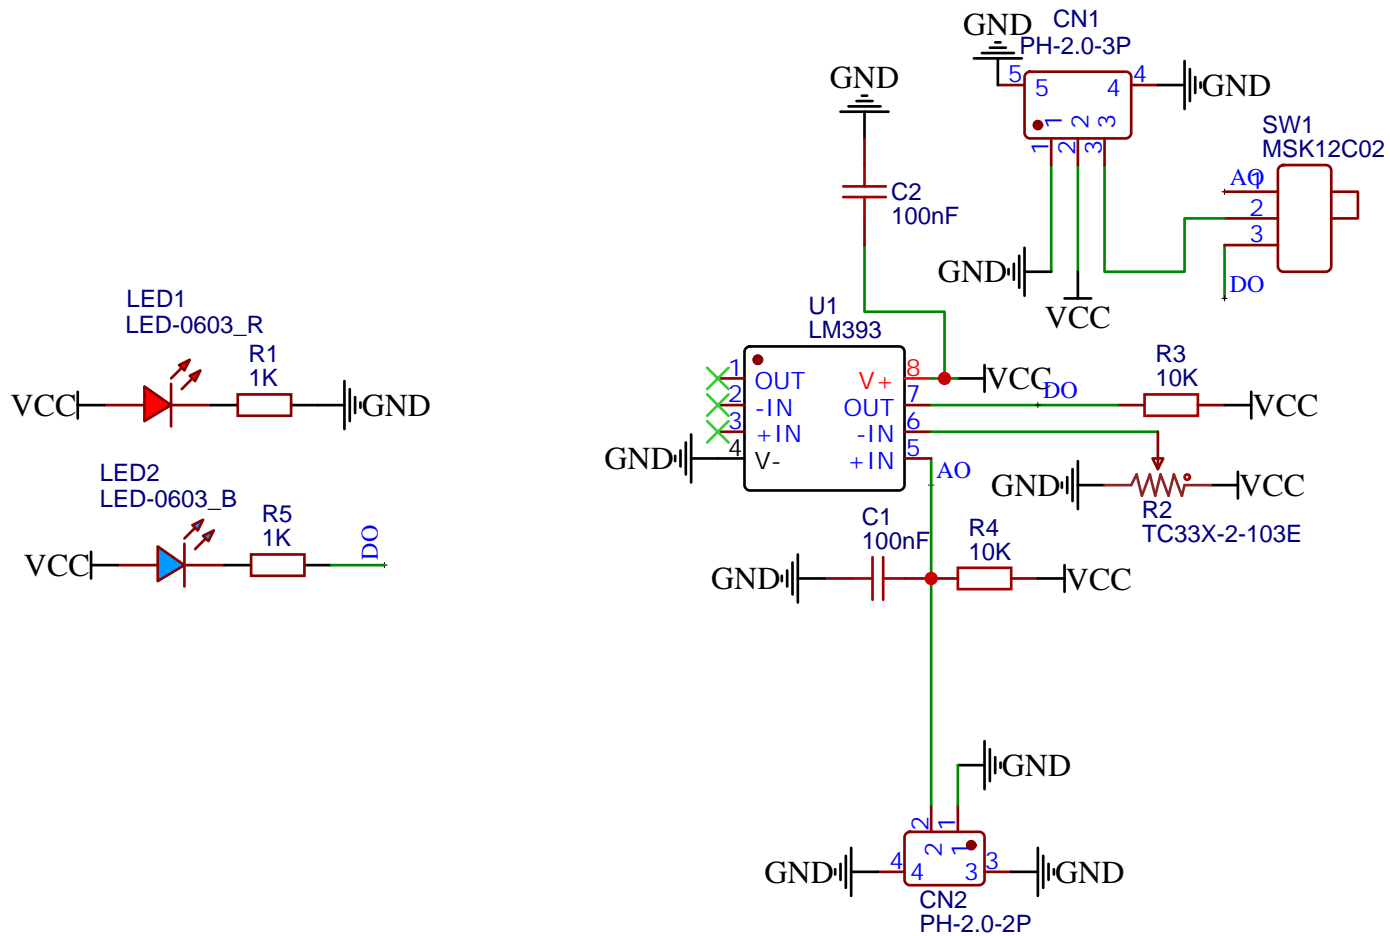 GND
CN1
PH-2.0-3P
5
5
4
4
GND
1
2
3
1
2
3
GND
VCC
GND
C2
100nF
SW1
MSK12C02
AO
1
2
3
DO
LED1
LED-0603_R
R1
1K
VCC
GND
LED2
LED-0603_B
R5
1K
VCC
DO
U1
LM393
1
OUT
2
-IN
3
+IN
4
V-
GND
V+
8
VCC
OUT
7
DO
-IN
6
+IN
5
AO
R3
10K
VCC
GND
VCC
R2
TC33X-2-103E
C1
100nF
R4
10K
GND
VCC
GND
2
1
2
1
GND
4
4
3
3
GND
CN2
PH-2.0-2P